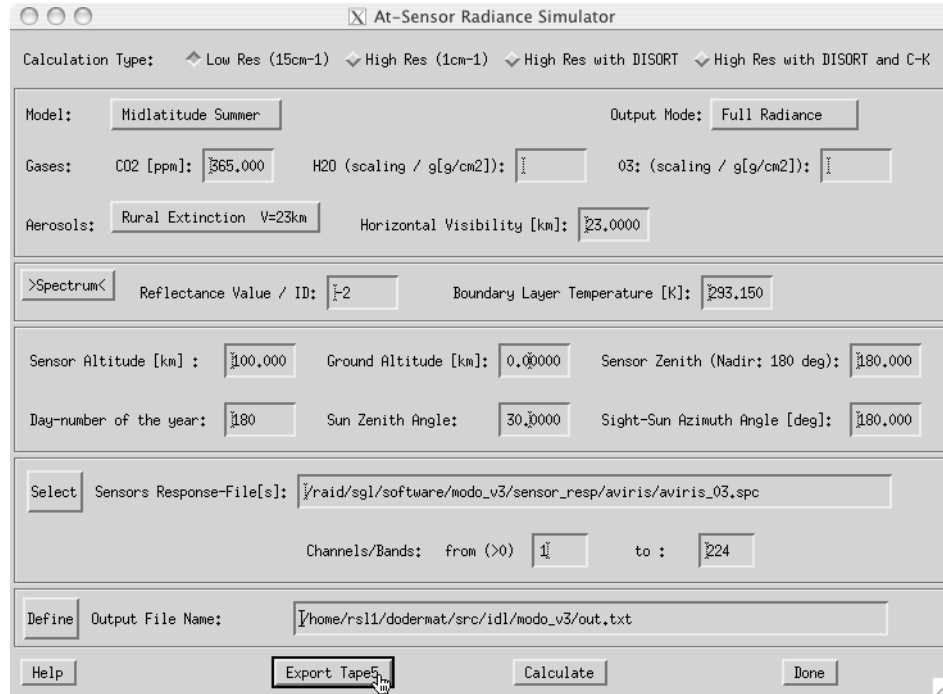 X At-Sensor Radiance Simulator
Calculation Type: Low Res (15cm-1) High Res (1cm-1) High Res with DISORT High Res with DISORT and C-K
Model: Midlatitude Summer Output Mode: Full Radiance
Gases: CO2 [ppm]: 365.000 H2O (scaling / g[g/cm2]): O3: (scaling / g[g/cm2]):
Aerosols: Rural Extinction V=23km Horizontal Visibility [km]: 23.0000
>Spectrum< Reflectance Value / ID: -2 Boundary Layer Temperature [K]: 293.150
Sensor Altitude [km] : 100.000 Ground Altitude [km]: 0.00000 Sensor Zenith (Nadir: 180 deg): 180.000
Day-number of the year: 180 Sun Zenith Angle: 30.0000 Sight-Sun Azimuth Angle [deg]: 180.000
Select Sensors Response-File[s]: /raid/sgl/software/modo_v3/sensor_resp/aviris/aviris_03.spc
Channels/Bands: from (>0) 1 to : 224
Define Output File Name: /home/rsl1/dodermat/src/idl/modo_v3/out.txt
Help Export Tape5 Calculate Done